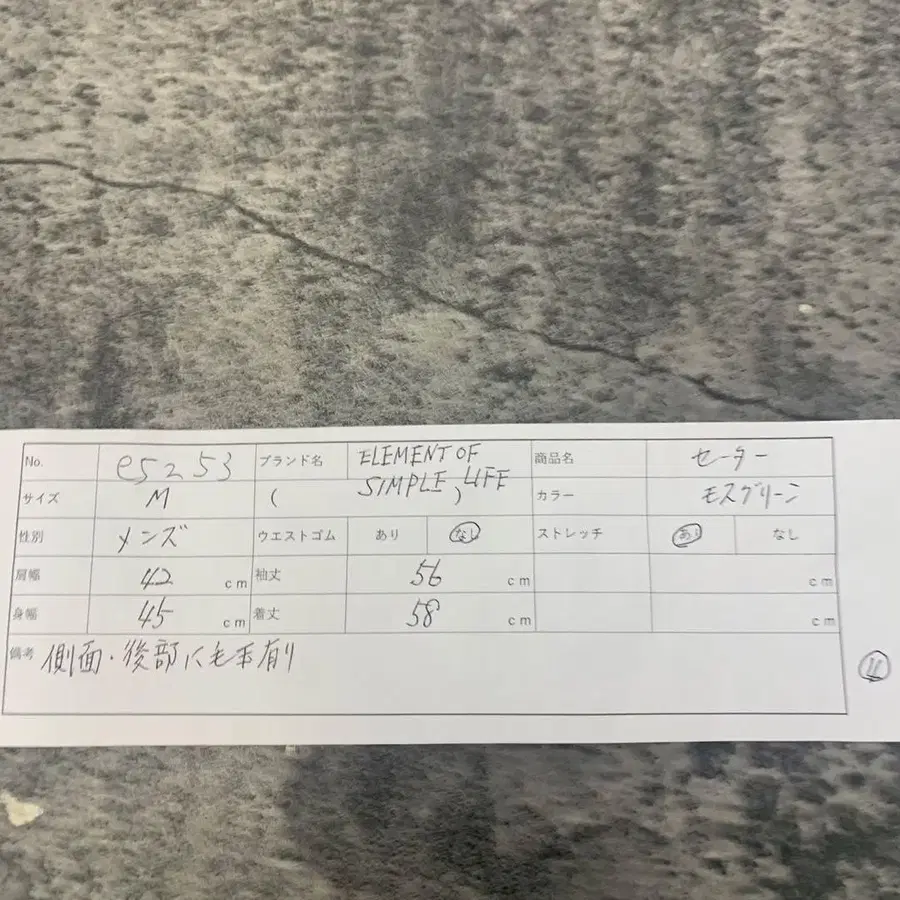 No. e5253 ブランド名 ELEMENT OF SIMPLE LIFE 商品名 セーター
サイズ M ( ) カラー モスグリーン
性別 メンズ ウエストゴム あり なし ストレッチ あり なし
肩幅 42 cm 袖丈 56 cm cm
身幅 45 cm 着丈 58 cm cm
備考 側面・後部に毛玉有り
11